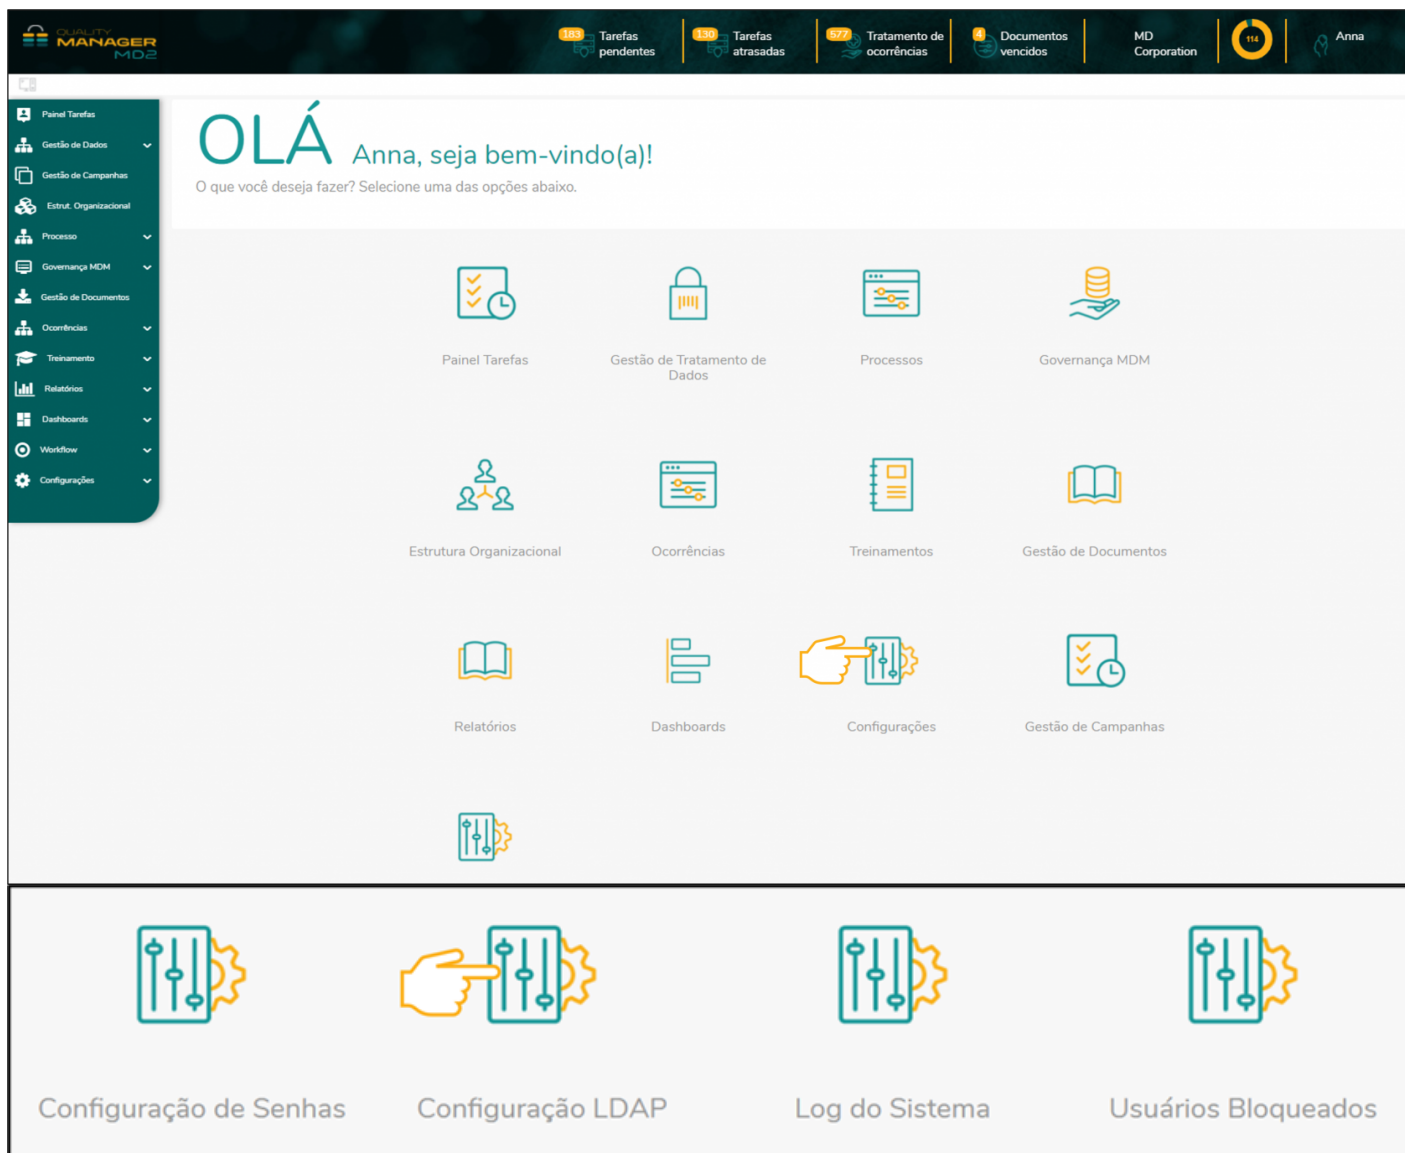 QUALITY
MANAGER
MD2
183 Tarefas pendentes
130 Tarefas atrasadas
577 Tratamento de ocorrências
4 Documentos vencidos
MD Corporation
114
Anna
Painel Tarefas
Gestão de Dados
Gestão de Campanhas
Estrut. Organizacional
Processo
Governança MDM
Gestão de Documentos
Ocorrências
Treinamento
Relatórios
Dashboards
Workflow
Configurações
OLÁ Anna, seja bem-vindo(a)!
O que você deseja fazer? Selecione uma das opções abaixo.
Painel Tarefas
Gestão de Tratamento de
Dados
Processos
Governança MDM
Estrutura Organizacional
Ocorrências
Treinamentos
Gestão de Documentos
Relatórios
Dashboards
Configurações
Gestão de Campanhas
Configuração de Senhas
Configuração LDAP
Log do Sistema
Usuários Bloqueados